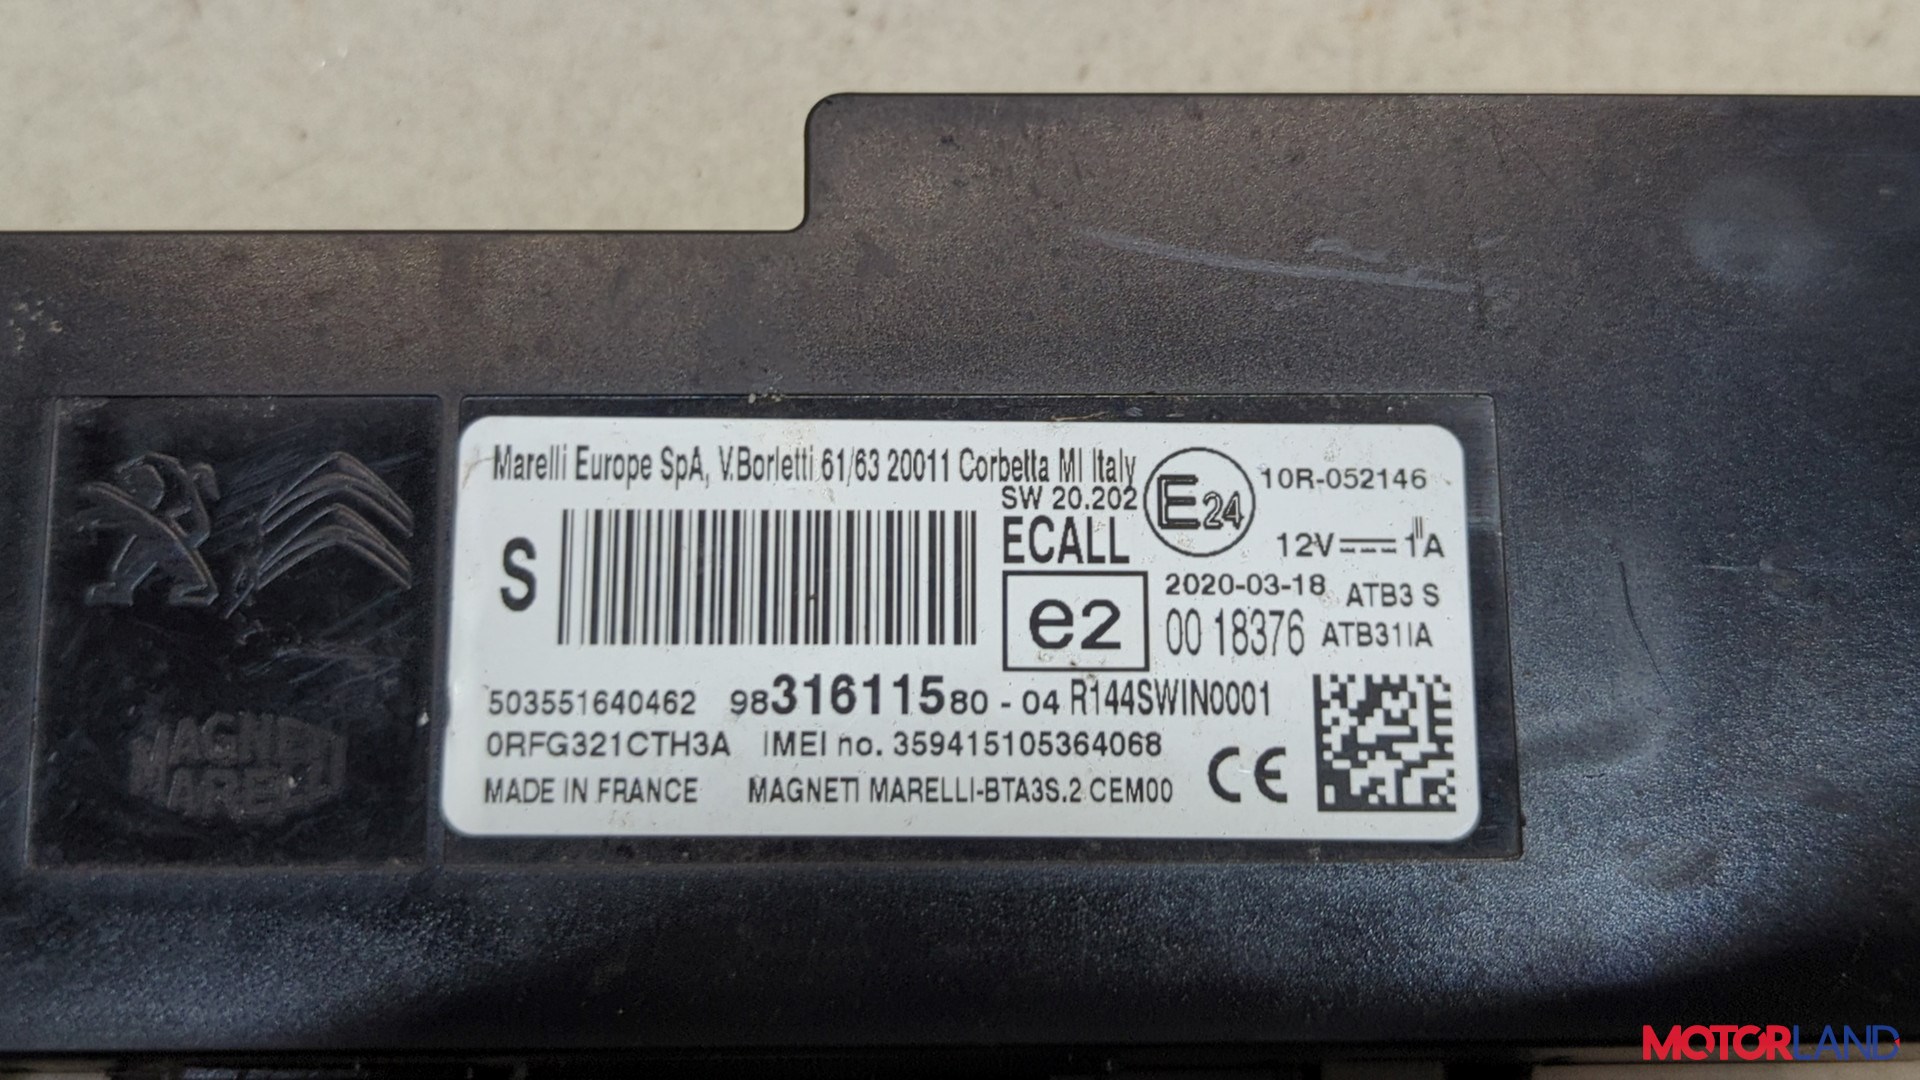 Marelli Europe SpA, V.Borletti 61/63 20011 Corbetta MI Italy
SW 20.202
ECALL
E24
10R-052146
12V 1A
S
e2
2020-03-18 ATB3 S
00 18376 ATB31IA
503551640462 9831611580 - 04 R144SWIN0001
0RFG321CTH3A IMEI no. 359415105364068
MADE IN FRANCE MAGNETI MARELLI-BTA3S.2 CEM00
CE
MAGNETI
MARELLI
MOTORLAND